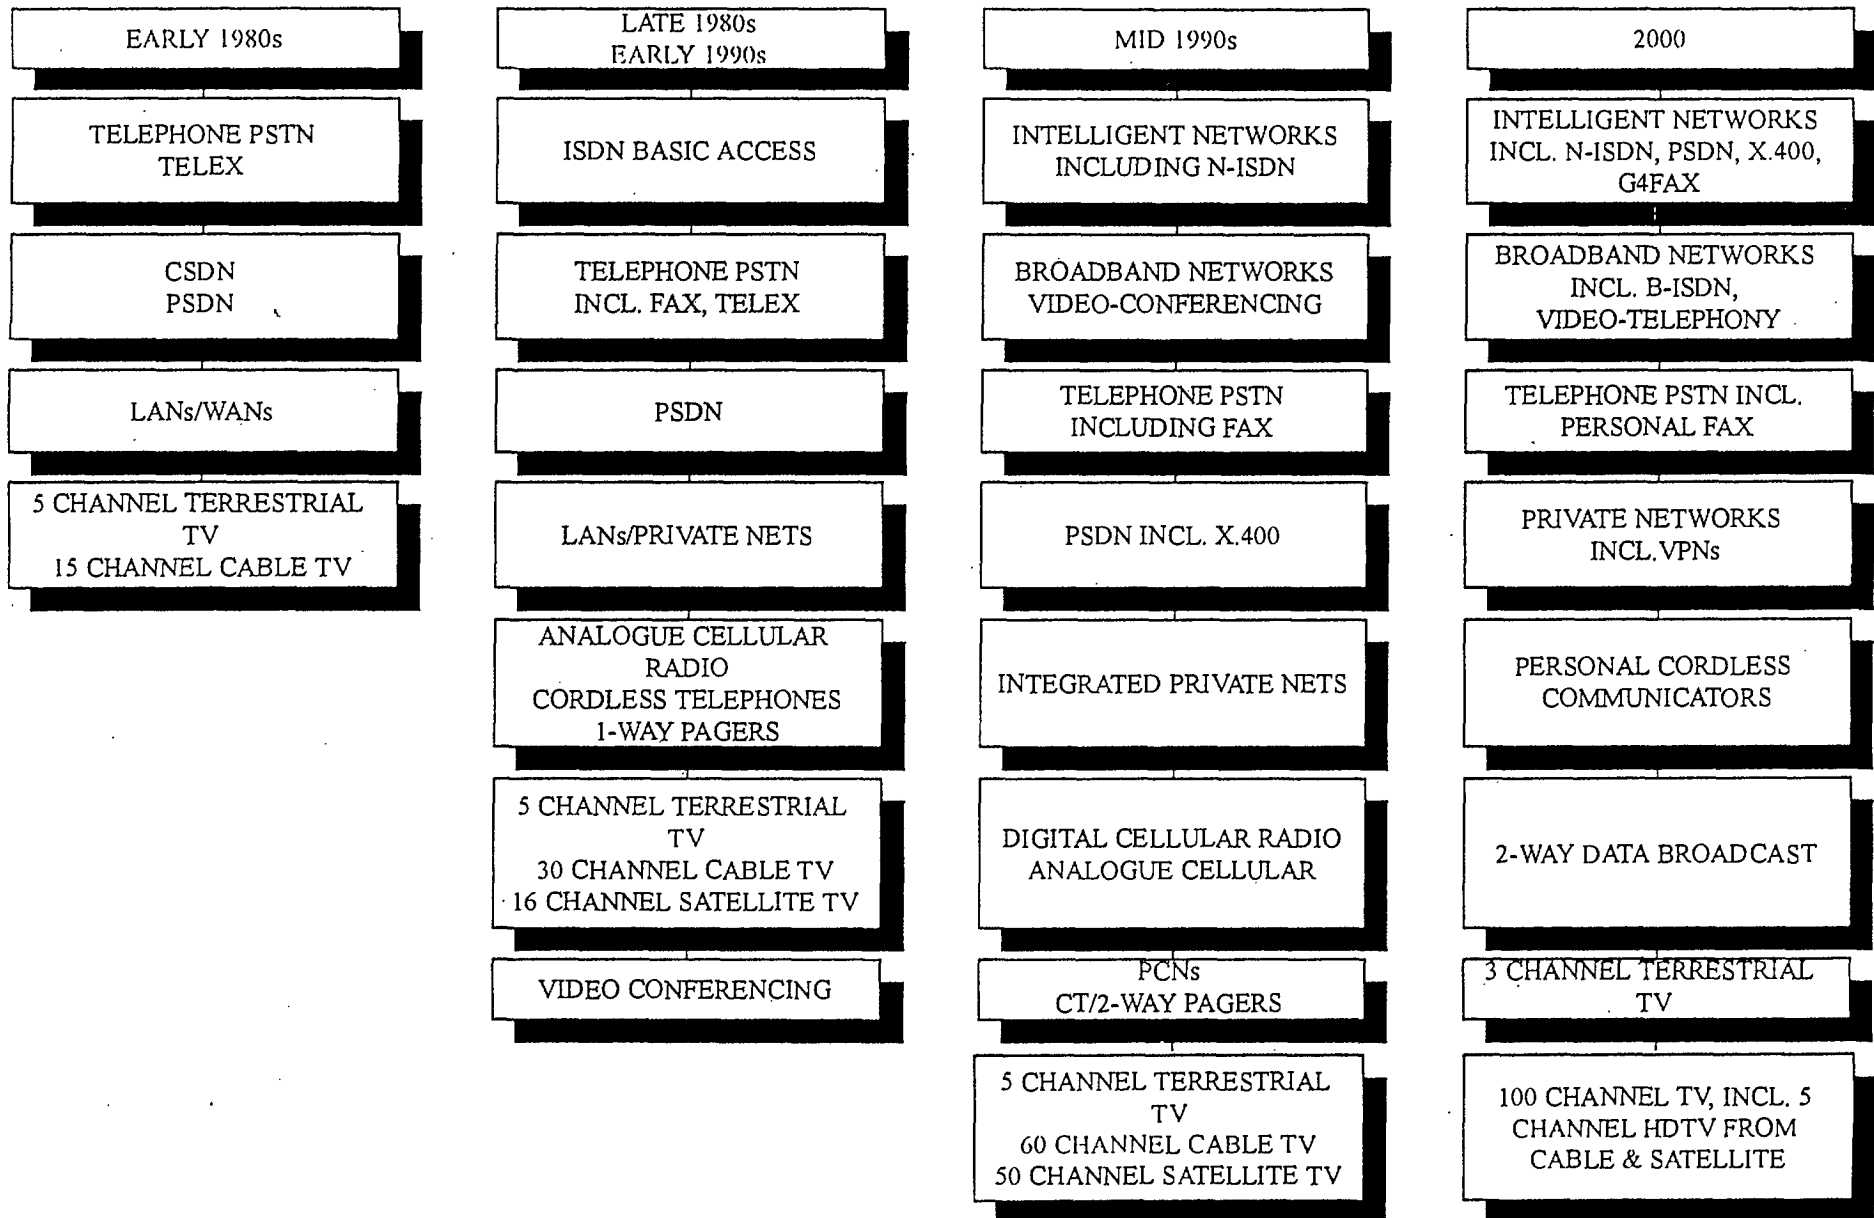 EARLY 1980s
TELEPHONE PSTN
TELEX
CSDN
PSDN
LANs/WANs
5 CHANNEL TERRESTRIAL
TV
15 CHANNEL CABLE TV
LATE 1980s
EARLY 1990s
ISDN BASIC ACCESS
TELEPHONE PSTN
INCL. FAX, TELEX
PSDN
LANs/PRIVATE NETS
ANALOGUE CELLULAR
RADIO
CORDLESS TELEPHONES
1-WAY PAGERS
5 CHANNEL TERRESTRIAL
TV
30 CHANNEL CABLE TV
16 CHANNEL SATELLITE TV
VIDEO CONFERENCING
MID 1990s
INTELLIGENT NETWORKS
INCLUDING N-ISDN
BROADBAND NETWORKS
VIDEO-CONFERENCING
TELEPHONE PSTN
INCLUDING FAX
PSDN INCL. X.400
INTEGRATED PRIVATE NETS
DIGITAL CELLULAR RADIO
ANALOGUE CELLULAR
PCNs
CT/2-WAY PAGERS
5 CHANNEL TERRESTRIAL
TV
60 CHANNEL CABLE TV
50 CHANNEL SATELLITE TV
2000
INTELLIGENT NETWORKS
INCL. N-ISDN, PSDN, X.400,
G4FAX
BROADBAND NETWORKS
INCL. B-ISDN,
VIDEO-TELEPHONY
TELEPHONE PSTN INCL.
PERSONAL FAX
PRIVATE NETWORKS
INCL.VPNs
PERSONAL CORDLESS
COMMUNICATORS
2-WAY DATA BROADCAST
3 CHANNEL TERRESTRIAL
TV
100 CHANNEL TV, INCL. 5
CHANNEL HDTV FROM
CABLE & SATELLITE